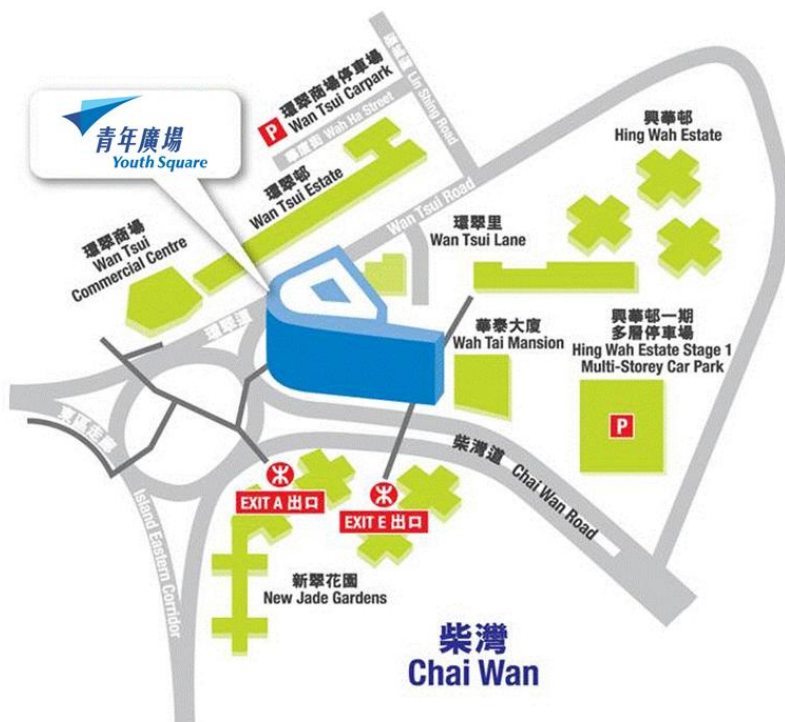 青年廣場
Youth Square
環翠商場停車場
Wan Tsui Carpark
P
Wah Ha Street
Lin Shing Road
環翠邨
Wan Tsui Estate
環翠商場
Wan Tsui
Commercial Centre
環翠道
Wan Tsui Road
環翠里
Wan Tsui Lane
興華邨
Hing Wah Estate
華泰大廈
Wah Tai Mansion
興華邨一期
多層停車場
Hing Wah Estate Stage 1
Multi-Storey Car Park
P
柴灣道 Chai Wan Road
東區走廊
Island Eastern Corridor
EXIT A 出口
EXIT E 出口
新翠花園
New Jade Gardens
柴灣
Chai Wan